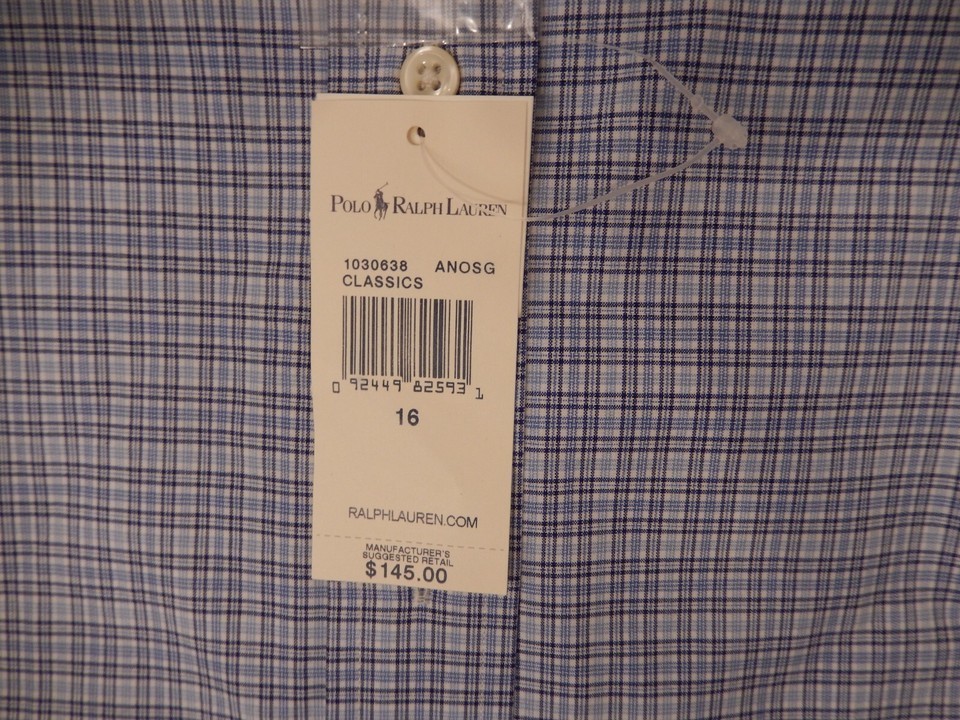 POLO RALPH LAUREN
1030638 ANOSG
CLASSICS
0 92449 82593 1
16
RALPHLAUREN.COM
MANUFACTURER'S
SUGGESTED RETAIL
$145.00